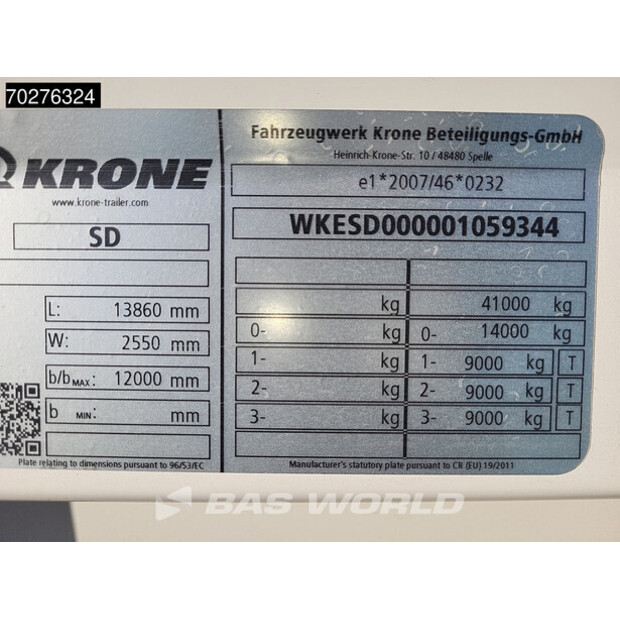 70276324
KRONE
www.krone-trailer.com
SD
L: 13860 mm
W: 2550 mm
b/b MAX: 12000 mm
b MIN: mm
Plate relating to dimensions pursuant to 96/53/EC
Fahrzeugwerk Krone Beteiligungs-GmbH
Heinrich-Krone-Str. 10 / 48480 Spelle
e1*2007/46*0232
WKESD000001059344
kg 41000 kg
0- kg 0- 14000 kg
1- kg 1- 9000 kg T
2- kg 2- 9000 kg T
3- kg 3- 9000 kg T
Manufacturer's statutory plate pursuant to CR (EU) 19/2011
BAS WORLD